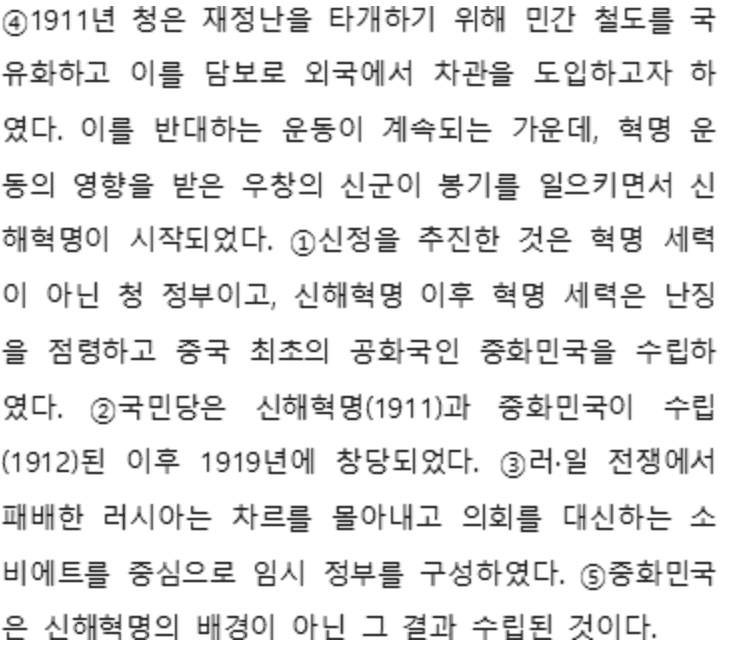 ④1911년 청은 재정난을 타개하기 위해 민간 철도를 국
유화하고 이를 담보로 외국에서 차관을 도입하고자 하
였다. 이를 반대하는 운동이 계속되는 가운데, 혁명 운
동의 영향을 받은 우창의 신군이 봉기를 일으키면서 신
해혁명이 시작되었다. ①신정을 추진한 것은 혁명 세력
이 아닌 청 정부이고, 신해혁명 이후 혁명 세력은 난징
을 점령하고 중국 최초의 공화국인 중화민국을 수립하
였다. ②국민당은 신해혁명(1911)과 중화민국이 수립
(1912)된 이후 1919년에 창당되었다. ③러·일 전쟁에서
패배한 러시아는 차르를 몰아내고 의회를 대신하는 소
비에트를 중심으로 임시 정부를 구성하였다. ⑤중화민국
은 신해혁명의 배경이 아닌 그 결과 수립된 것이다.